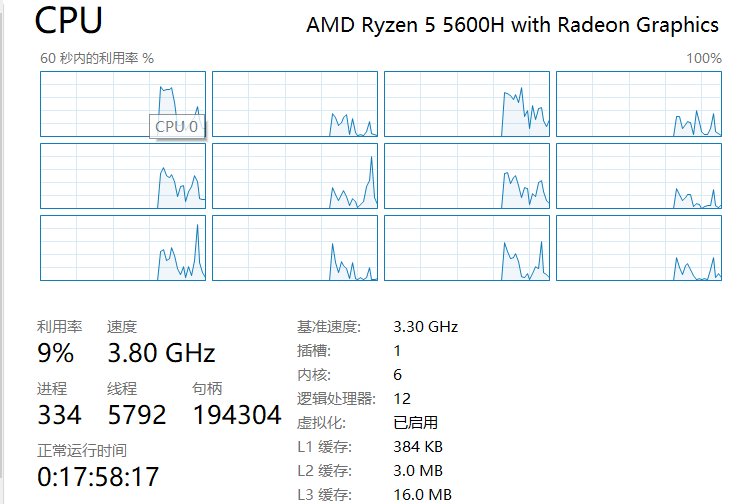 CPU
AMD Ryzen 5 5600H with Radeon Graphics
60 秒内的利用率 %
100%
CPU 0
利用率 速度
9% 3.80 GHz
进程 线程 句柄
334 5792 194304
正常运行时间
0:17:58:17
基准速度: 3.30 GHz
插槽: 1
内核: 6
逻辑处理器: 12
虚拟化: 已启用
L1 缓存: 384 KB
L2 缓存: 3.0 MB
L3 缓存: 16.0 MB